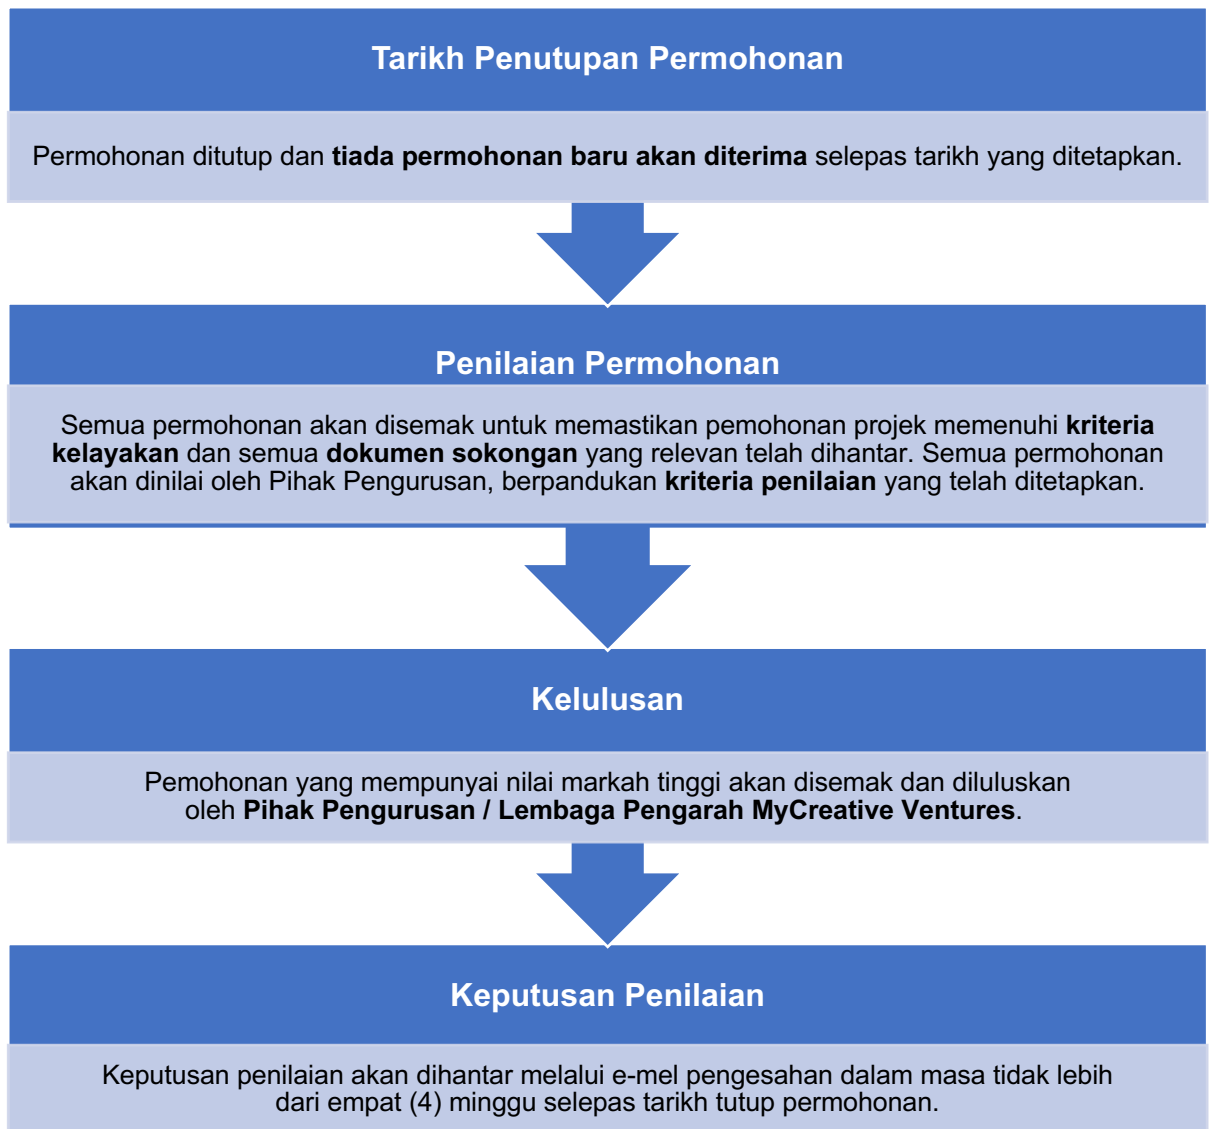 Tarikh Penutupan Permohonan
Permohonan ditutup dan tiada permohonan baru akan diterima selepas tarikh yang ditetapkan.
Penilaian Permohonan
Semua permohonan akan disemak untuk memastikan pemohonan projek memenuhi kriteria
kelayakan dan semua dokumen sokongan yang relevan telah dihantar. Semua permohonan
akan dinilai oleh Pihak Pengurusan, berpandukan kriteria penilaian yang telah ditetapkan.
Kelulusan
Pemohonan yang mempunyai nilai markah tinggi akan disemak dan diluluskan
oleh Pihak Pengurusan / Lembaga Pengarah MyCreative Ventures.
Keputusan Penilaian
Keputusan penilaian akan dihantar melalui e-mel pengesahan dalam masa tidak lebih
dari empat (4) minggu selepas tarikh tutup permohonan.